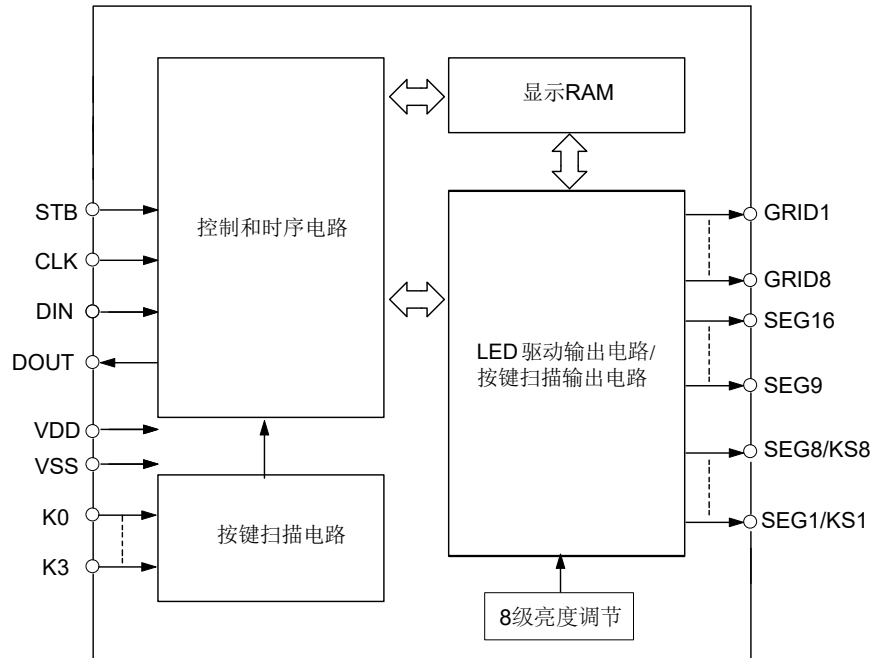 显示RAM
控制和时序电路
STB
CLK
DIN
DOUT
VDD
VSS
K0
K3
按键扫描电路
LED 驱动输出电路/
按键扫描输出电路
8级亮度调节
GRID1
GRID8
SEG16
SEG9
SEG8/KS8
SEG1/KS1